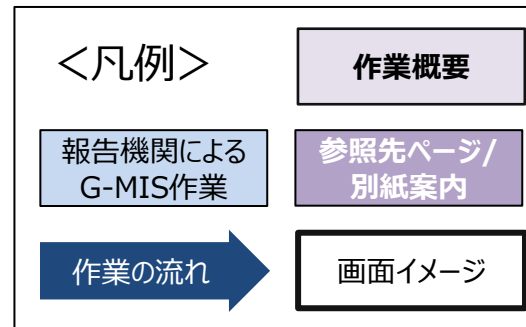 ＜凡例＞
作業概要
報告機関による
G-MIS作業
参照先ページ/
別紙案内
作業の流れ
画面イメージ